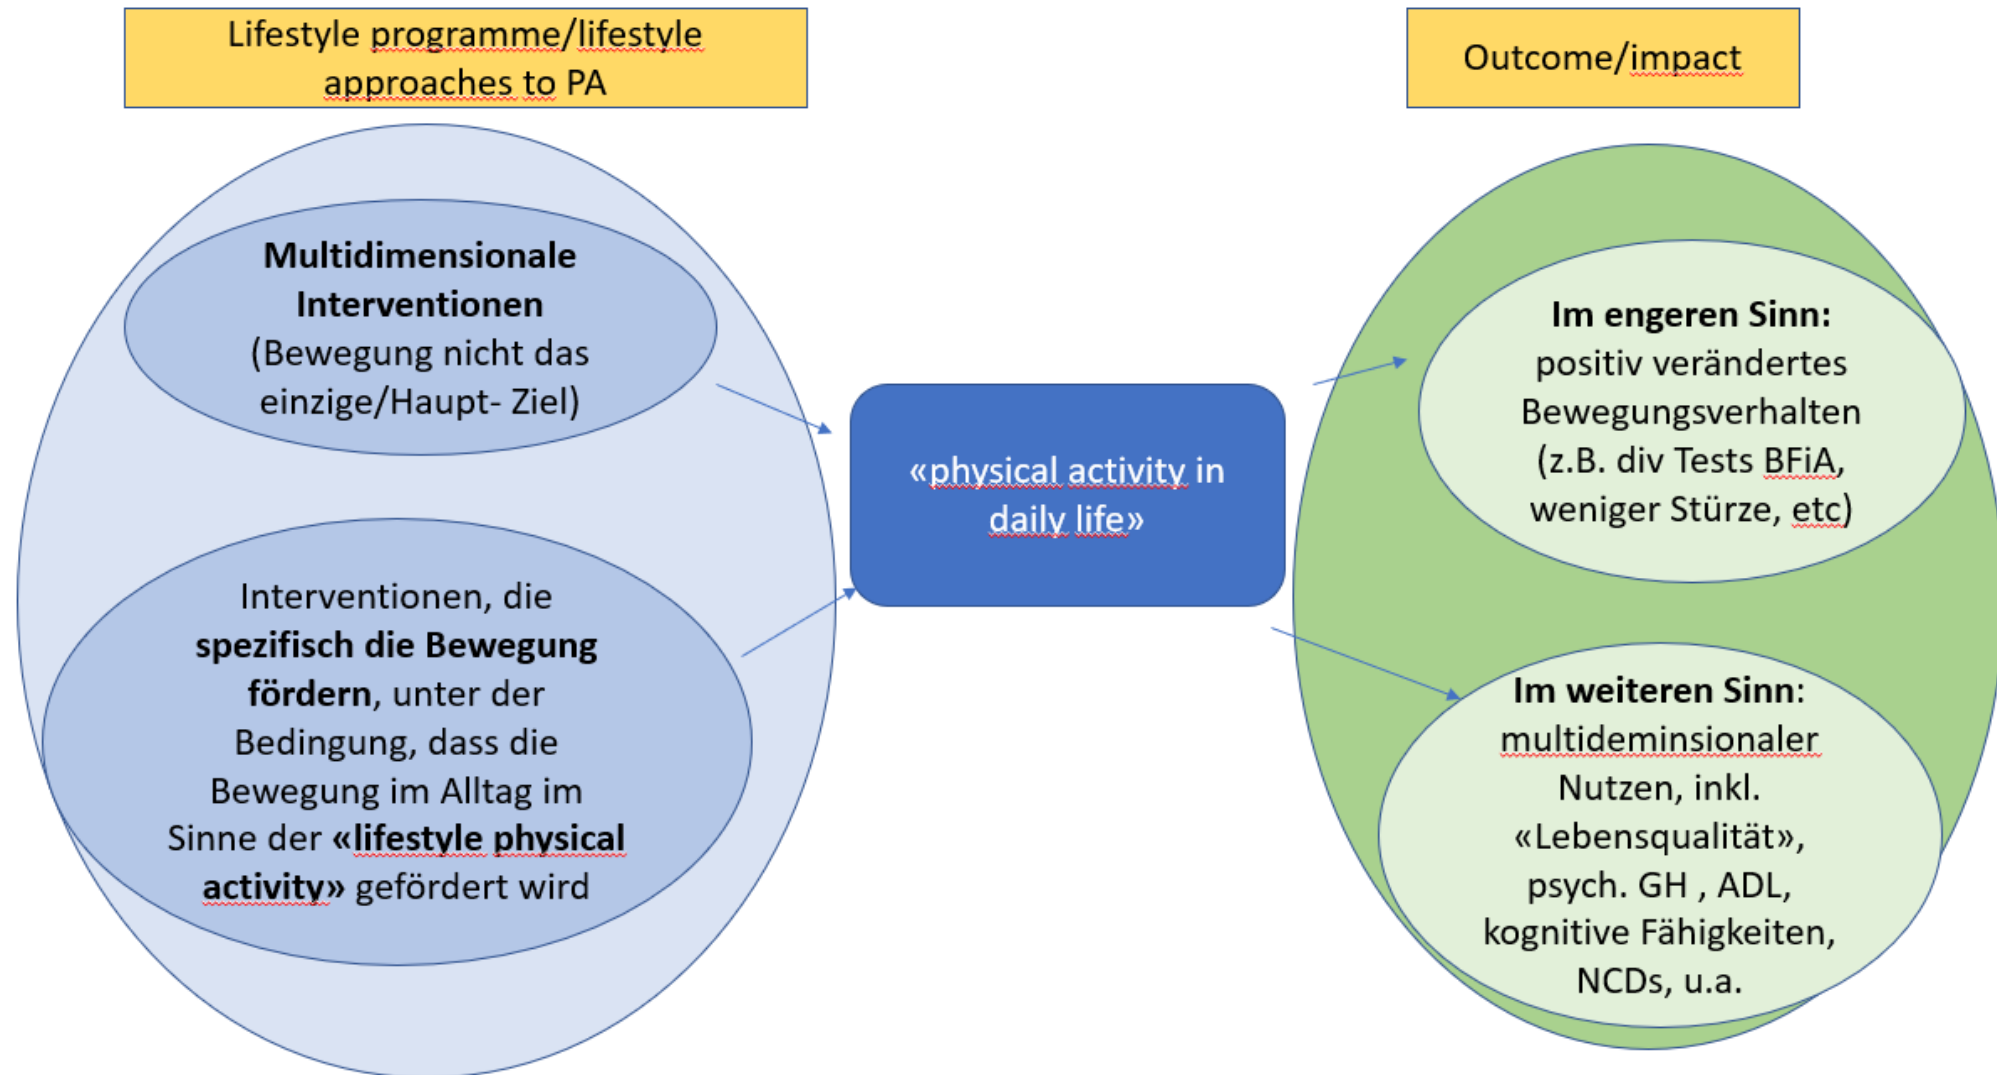 Lifestyle programme/lifestyle
approaches to PA
Outcome/impact
Multidimensionale
Interventionen
(Bewegung nicht das
einzige/Haupt- Ziel)
Interventionen, die
spezifisch die Bewegung
fördern, unter der
Bedingung, dass die
Bewegung im Alltag im
Sinne der «lifestyle physical
activity» gefördert wird
«physical activity in
daily life»
Im engeren Sinn:
positiv verändertes
Bewegungsverhalten
(z.B. div Tests BFiA,
weniger Stürze, etc)
Im weiteren Sinn:
multideminsionaler
Nutzen, inkl.
«Lebensqualität»,
psych. GH , ADL,
kognitive Fähigkeiten,
NCDs, u.a.